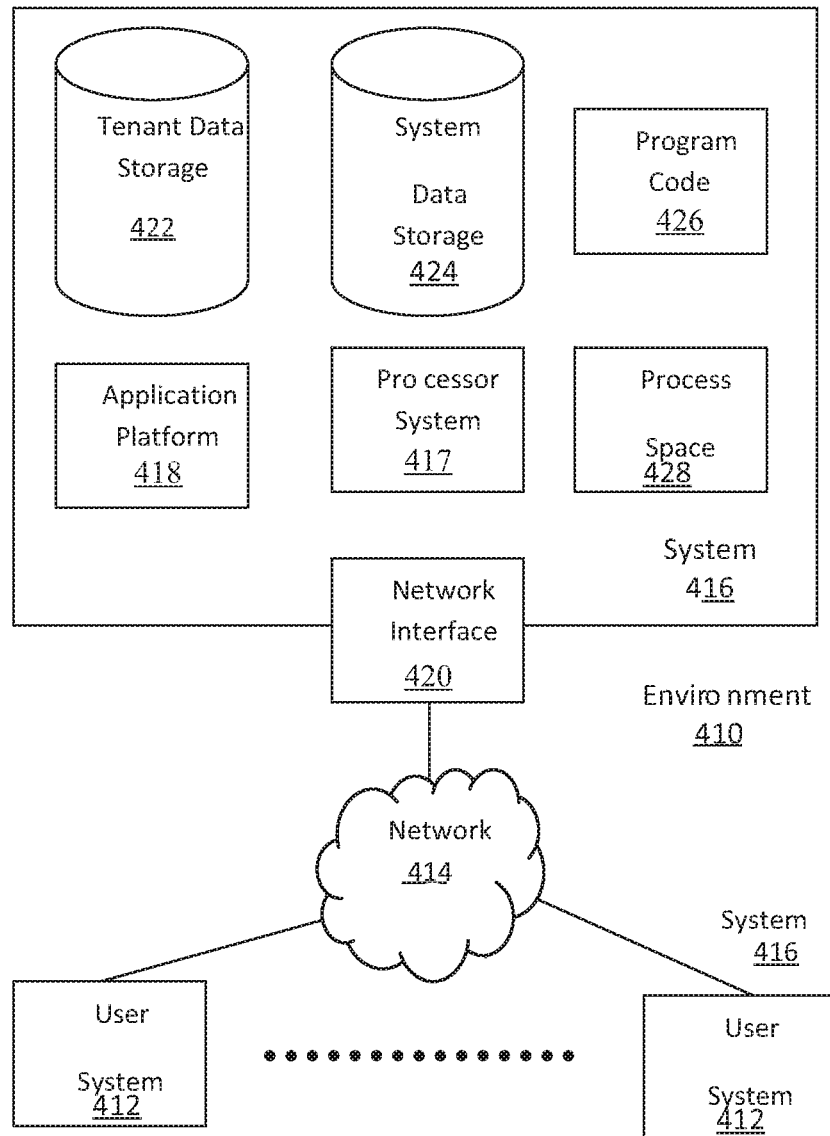 Tenant Data
Storage
422
System
Data
Storage
424
Program
Code
426
Application
Platform
418
Pro cessor
System
417
Process
Space
428
System
416
Network
Interface
420
Enviro nment
410
Network
414
System
416
User
System
412
User
System
412